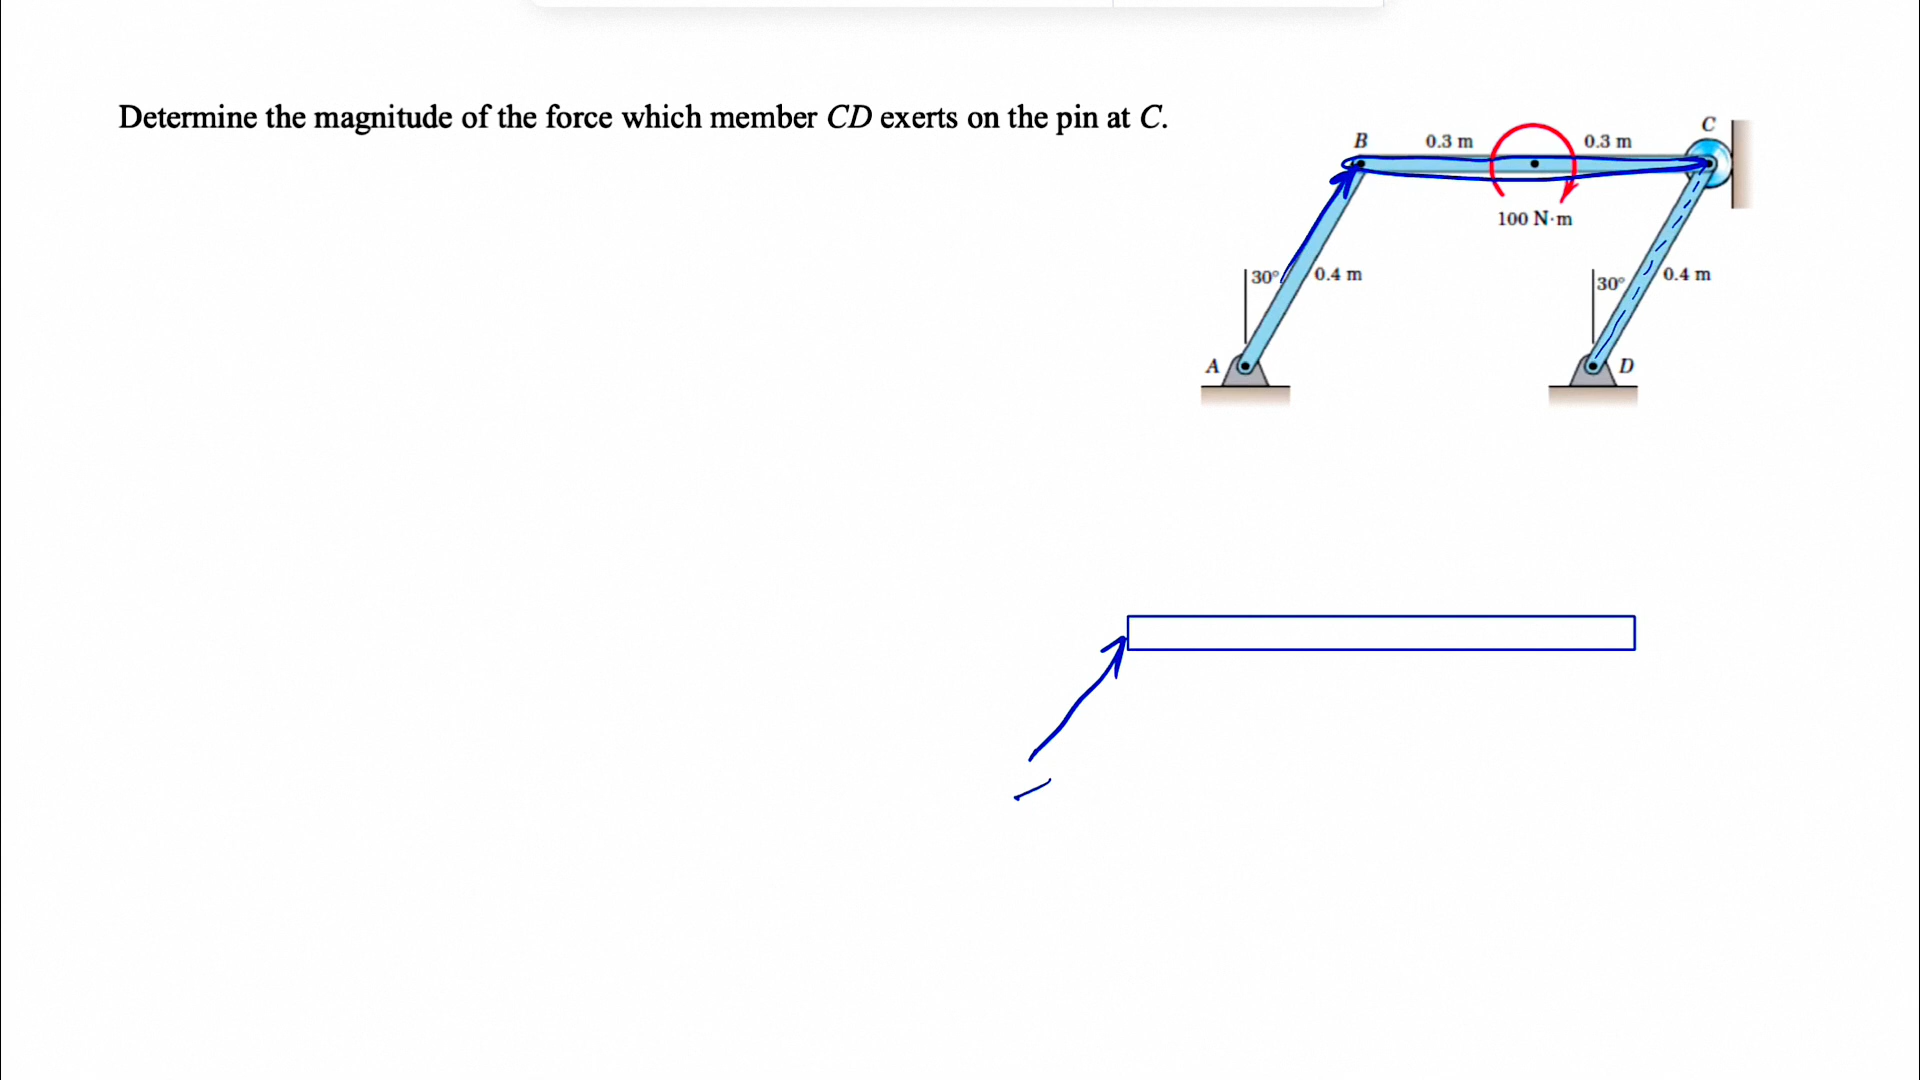 Determine the magnitude of the force which member CD exerts on the pin at C.
B
0.3 m
0.3 m
C
100 N·m
30°
0.4 m
30°
0.4 m
A
D